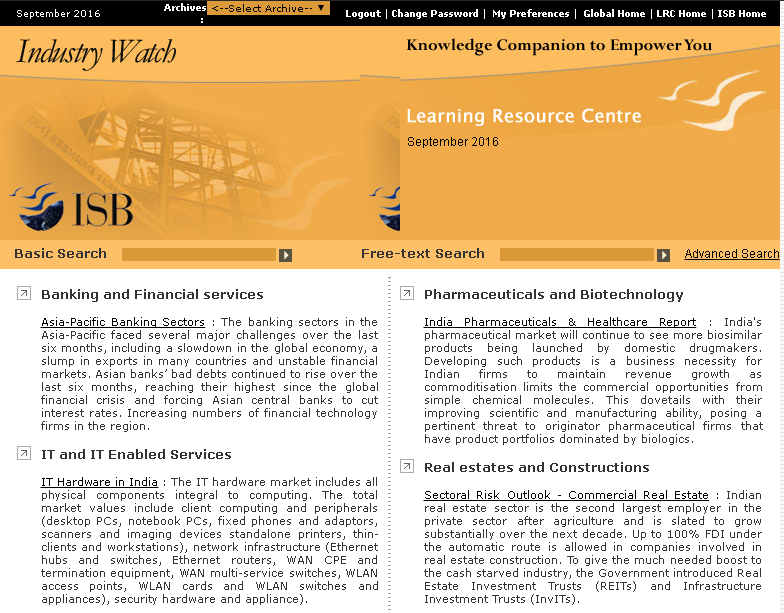 September 2016
Archives :
<--Select Archive-->
Logout | Change Password | My Preferences | Global Home | LRC Home | ISB Home
Industry Watch
Knowledge Companion to Empower You
Learning Resource Centre
September 2016
ISB
Basic Search
Free-text Search
Advanced Search
Banking and Financial services
Asia-Pacific Banking Sectors : The banking sectors in the
Asia-Pacific faced several major challenges over the last
six months, including a slowdown in the global economy, a
slump in exports in many countries and unstable financial
markets. Asian banks’ bad debts continued to rise over the
last six months, reaching their highest since the global
financial crisis and forcing Asian central banks to cut
interest rates. Increasing numbers of financial technology
firms in the region.
IT and IT Enabled Services
IT Hardware in India : The IT hardware market includes all
physical components integral to computing. The total
market values include client computing and peripherals
(desktop PCs, notebook PCs, fixed phones and adaptors,
scanners and imaging devices standalone printers, thin-
clients and workstations), network infrastructure (Ethernet
hubs and switches, Ethernet routers, WAN CPE and
termination equipment, WAN multi-service switches, WLAN
access points, WLAN cards and WLAN switches and
appliances), security hardware and appliance).
Pharmaceuticals and Biotechnology
India Pharmaceuticals & Healthcare Report : India's
pharmaceutical market will continue to see more biosimilar
products being launched by domestic drugmakers.
Developing such products is a business necessity for
Indian firms to maintain revenue growth as
commoditisation limits the commercial opportunities from
simple chemical molecules. This dovetails with their
improving scientific and manufacturing ability, posing a
pertinent threat to originator pharmaceutical firms that
have product portfolios dominated by biologics.
Real estates and Constructions
Sectoral Risk Outlook - Commercial Real Estate : Indian
real estate sector is the second largest employer in the
private sector after agriculture and is slated to grow
substantially over the next decade. Up to 100% FDI under
the automatic route is allowed in companies involved in
real estate construction. To give the much needed boost to
the cash starved industry, the Government introduced Real
Estate Investment Trusts (REITs) and Infrastructure
Investment Trusts (InvITs).